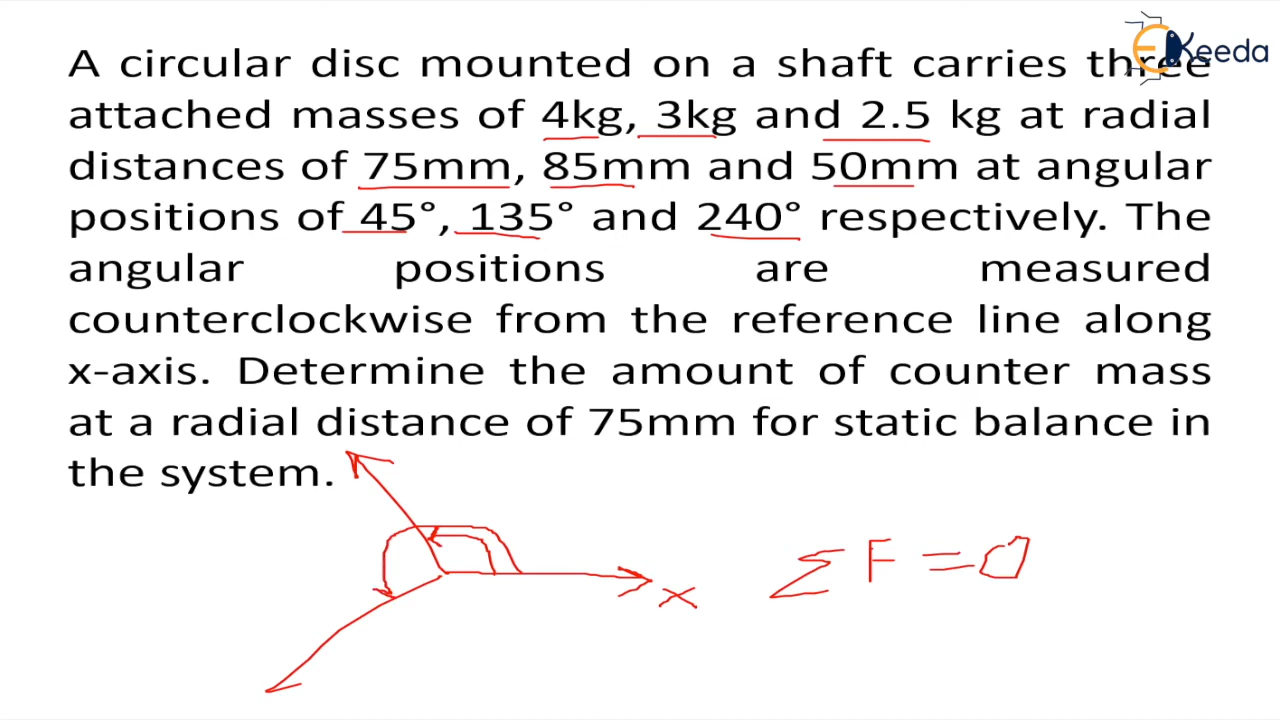 A circular disc mounted on a shaft carries three
attached masses of 4kg, 3kg and 2.5 kg at radial
distances of 75mm, 85mm and 50mm at angular
positions of 45°, 135° and 240° respectively. The
angular positions are measured
counterclockwise from the reference line along
x-axis. Determine the amount of counter mass
at a radial distance of 75mm for static balance in
the system.
Σ F = 0
x
EKeeda